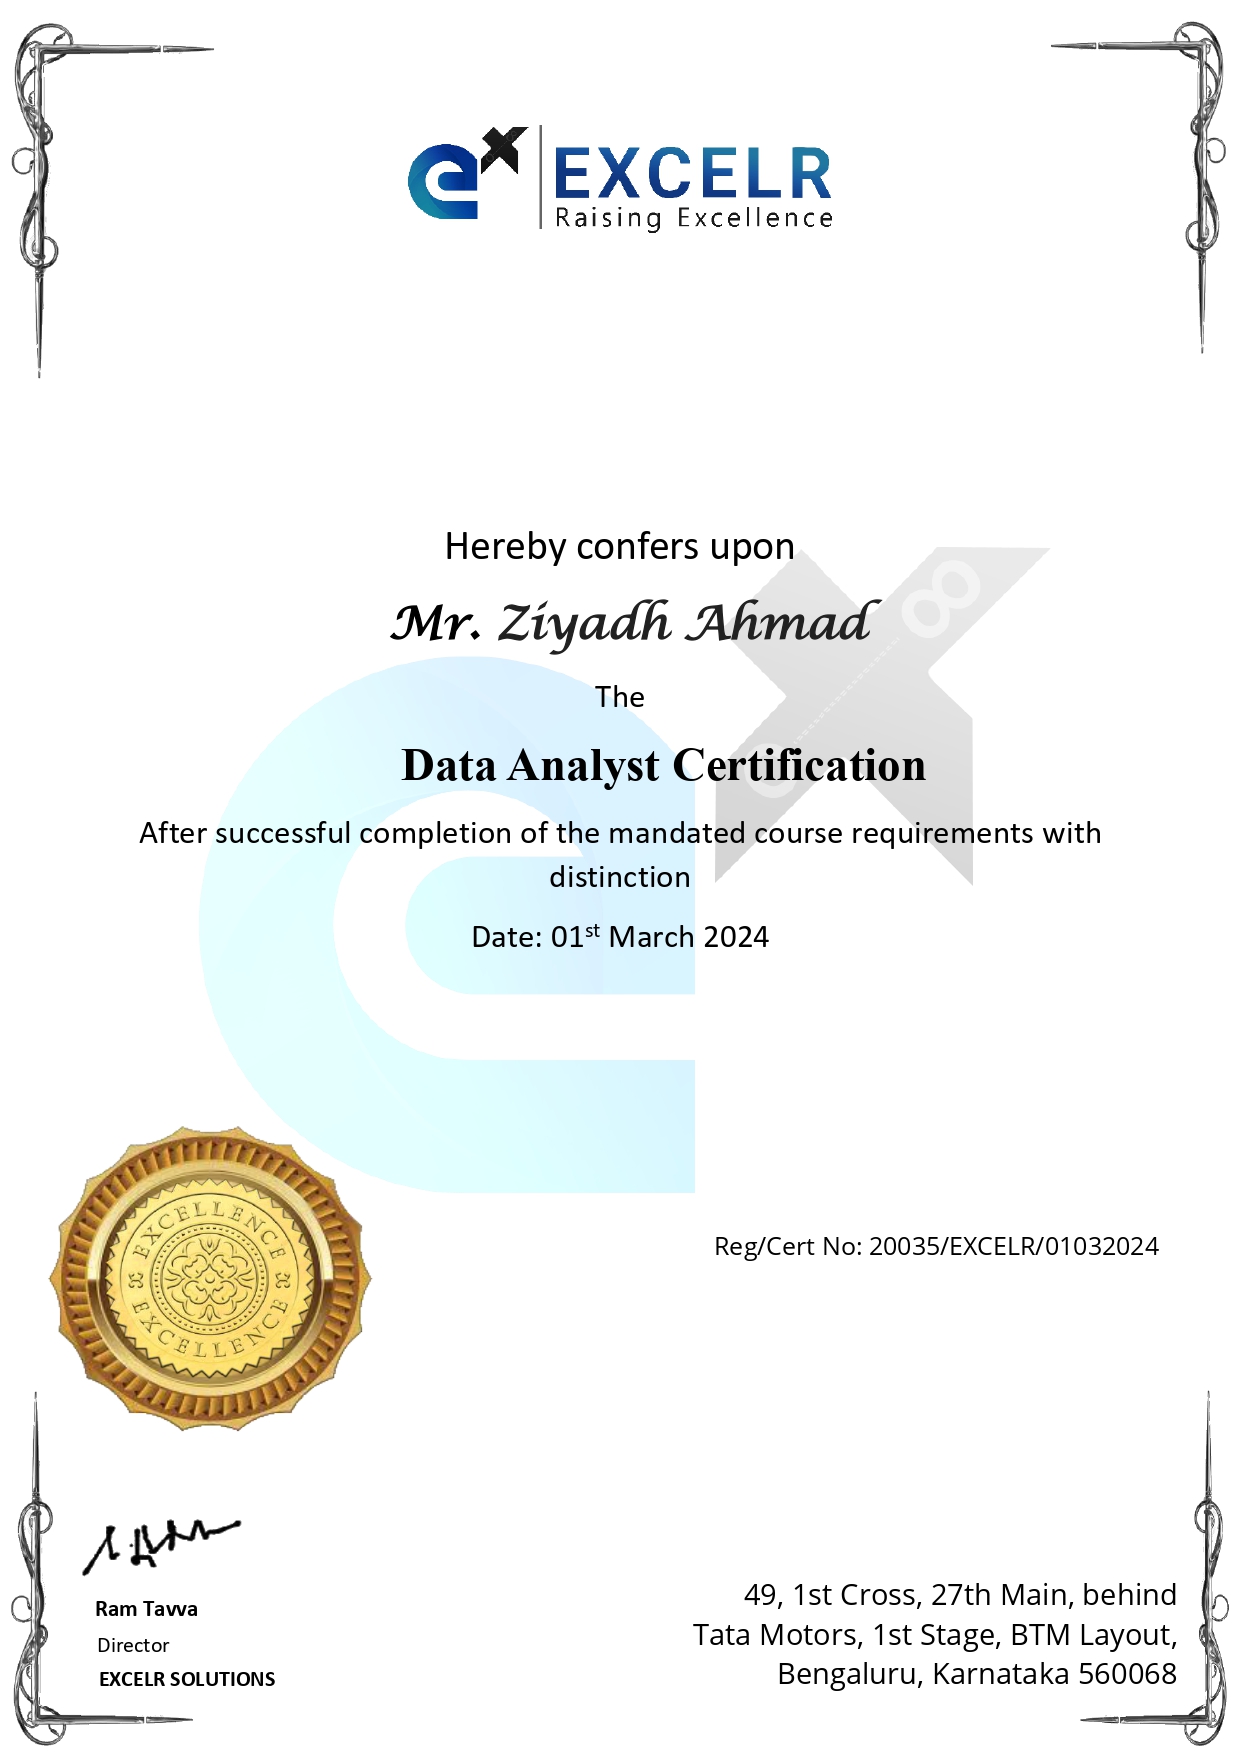 ex EXCELR
Raising Excellence
Hereby confers upon
Mr. Ziyadh Ahmad
The
Data Analyst Certification
After successful completion of the mandated course requirements with
distinction
Date: 01st March 2024
EXCELLENCE
EXCELLENCE
Reg/Cert No: 20035/EXCELR/01032024
Ram Tavva
Director
EXCELR SOLUTIONS
49, 1st Cross, 27th Main, behind
Tata Motors, 1st Stage, BTM Layout,
Bengaluru, Karnataka 560068